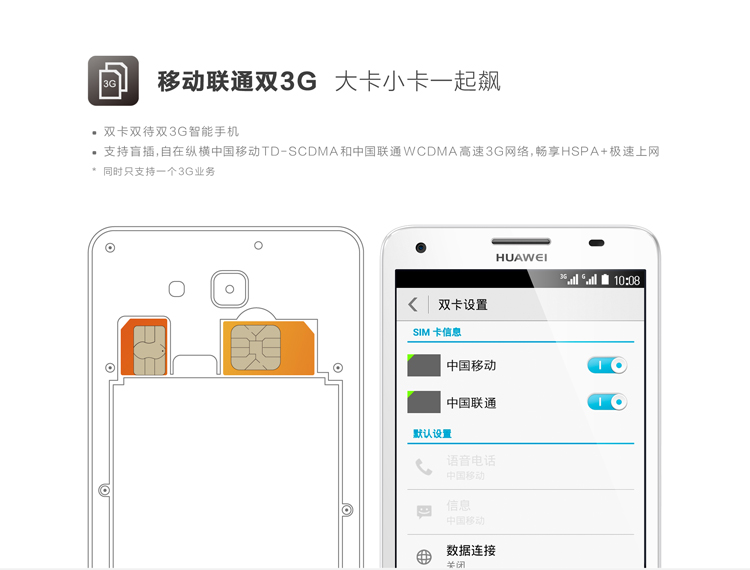 3G
移动联通双3G 大卡小卡一起飙
双卡双待双3G智能手机
支持盲插,自在纵横中国移动TD-SCDMA和中国联通WCDMA高速3G网络,畅享HSPA+极速上网
* 同时只支持一个3G业务
HUAWEI
3G G 10:08
双卡设置
SIM 卡信息
中国移动
中国联通
默认设置
语音电话
中国移动
信息
中国移动
数据连接
关闭